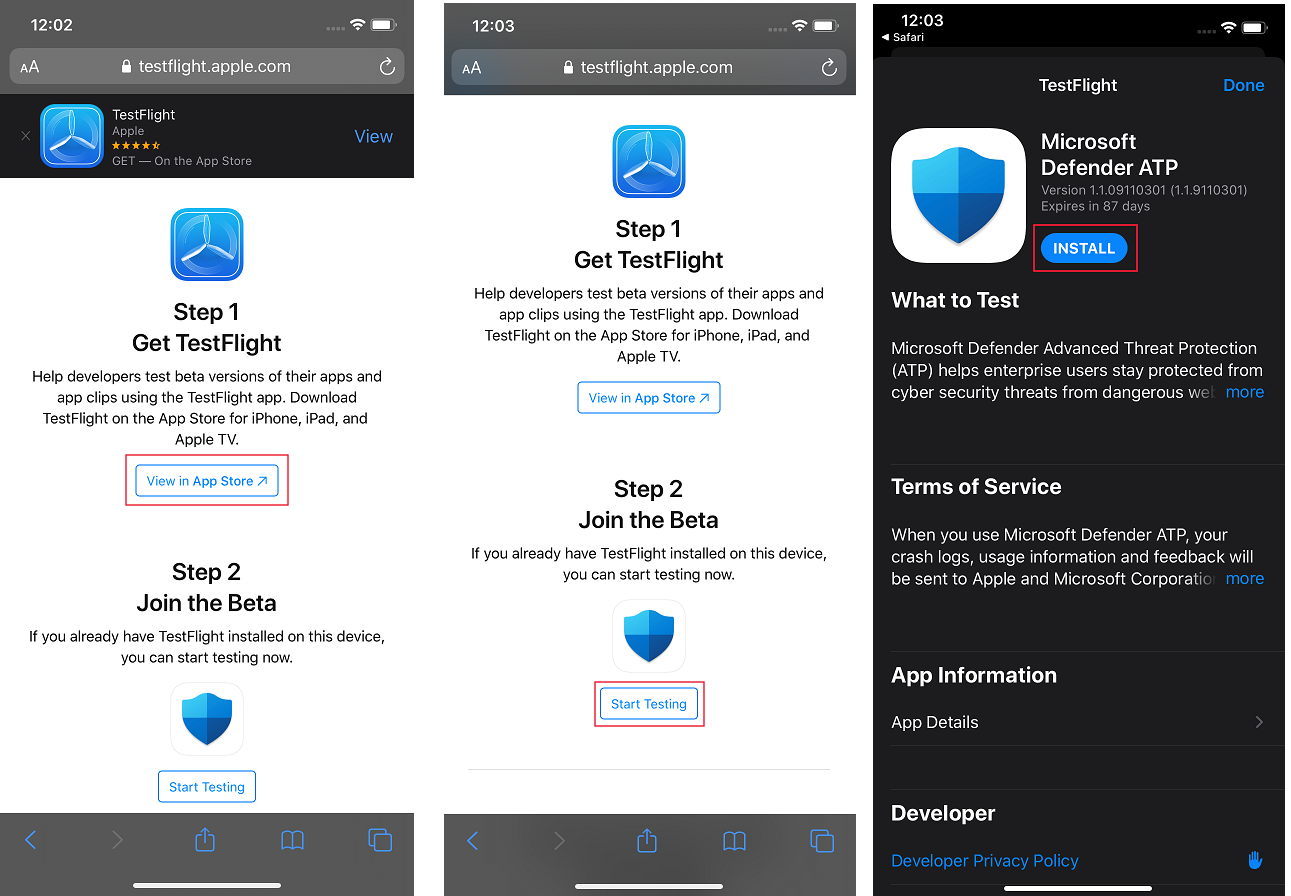 12:02
AA testflight.apple.com
TestFlight
Apple
GET — On the App Store
View
Step 1
Get TestFlight
Help developers test beta versions of their apps and
app clips using the TestFlight app. Download
TestFlight on the App Store for iPhone, iPad, and
Apple TV.
View in App Store
Step 2
Join the Beta
If you already have TestFlight installed on this device,
you can start testing now.
Start Testing
12:03
AA testflight.apple.com
Step 1
Get TestFlight
Help developers test beta versions of their apps and
app clips using the TestFlight app. Download
TestFlight on the App Store for iPhone, iPad, and
Apple TV.
View in App Store
Step 2
Join the Beta
If you already have TestFlight installed on this device,
you can start testing now.
Start Testing
12:03
Safari
TestFlight Done
Microsoft
Defender ATP
Version 1.1.09110301 (1.1.9110301)
Expires in 87 days
INSTALL
What to Test
Microsoft Defender Advanced Threat Protection
(ATP) helps enterprise users stay protected from
cyber security threats from dangerous we more
Terms of Service
When you use Microsoft Defender ATP, your
crash logs, usage information and feedback will
be sent to Apple and Microsoft Corporatio more
App Information
App Details
Developer
Developer Privacy Policy